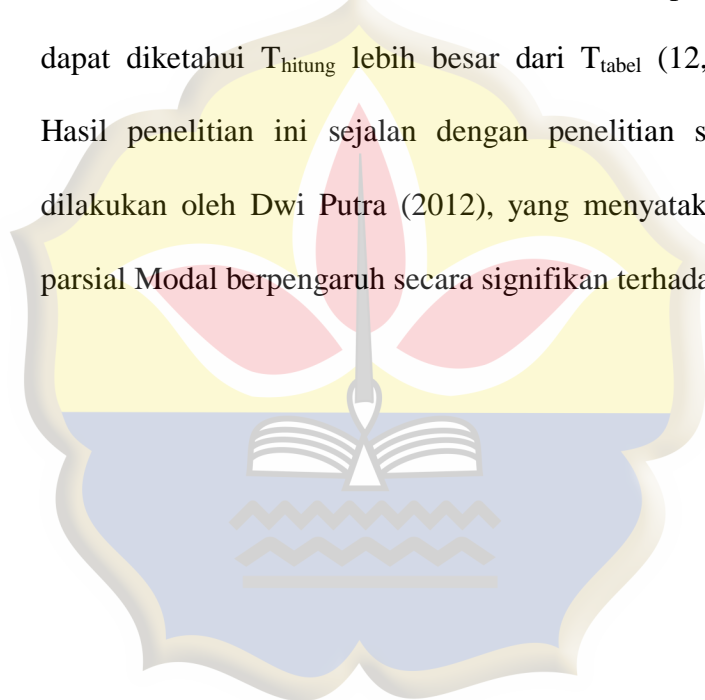 dapat diketahui Thitung lebih besar dari Ttabel (12,
Hasil penelitian ini sejalan dengan penelitian s
dilakukan oleh Dwi Putra (2012), yang menyatak
parsial Modal berpengaruh secara signifikan terhada